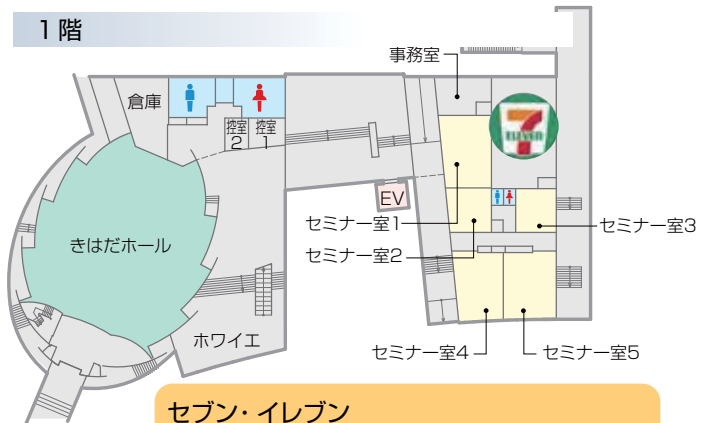 1階
事務室
倉庫
控室2
控室1
7
ELEVEN
EV
セミナー室1
セミナー室2
セミナー室3
きはだホール
ホワイエ
セミナー室4
セミナー室5
セブン・イレブン